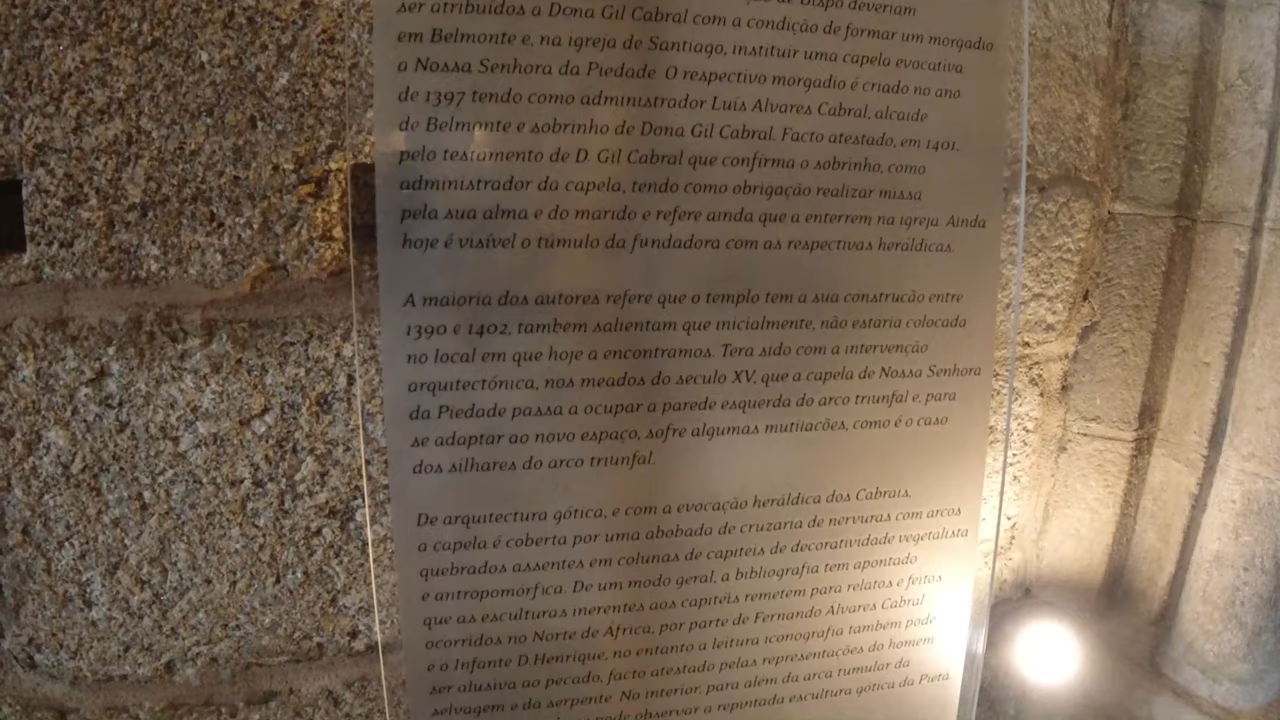 de Bispo deveriam
ser atribuídos a Dona Gil Cabral com a condição de formar um morgadio
em Belmonte e, na igreja de Santiago, instituir uma capela evocativa
a Nossa Senhora da Piedade. O respectivo morgadio é criado no ano
de 1397 tendo como administrador Luís Alvares Cabral, alcaide
de Belmonte e sobrinho de Dona Gil Cabral. Facto atestado, em 1401,
pelo testamento de D. Gil Cabral que confirma o sobrinho, como
administrador da capela, tendo como obrigação realizar missa
pela sua alma e do marido e refere ainda que a enterrem na igreja. Ainda
hoje é visível o túmulo da fundadora com as respectivas heráldicas.
A maioria dos autores refere que o templo tem a sua construcão entre
1390 e 1402, tambem salientam que inicialmente, não estaria colocada
no local em que hoje a encontramos. Tera sido com a intervenção
arquitectónica, nos meados do seculo XV, que a capela de Nossa Senhora
da Piedade passa a ocupar a parede esquerda do arco triunfal e, para
se adaptar ao novo espaço, sofre algumas mutilacões, como é o caso
dos silhares do arco triunfal.
De arquitectura gótica, e com a evocação heráldica dos Cabrais,
a capela é coberta por uma abobada de cruzaria de nervuras com arcos
quebrados assentes em colunas de capiteis de decoratividade vegetalista
e antropomórfica. De um modo geral, a bibliografia tem apontado
que as esculturas inerentes aos capitéis remetem para relatos e feitos
ocorridos no Norte de África, por parte de Fernando Alvares Cabral
e o Infante D.Henrique, no entanto a leitura iconografia também pode
ser alusiva ao pecado, facto atestado pelas representações do homem
selvagem e da serpente. No interior, para além da arca tumular da
pode observar a repintada escultura gótica da Pietá.